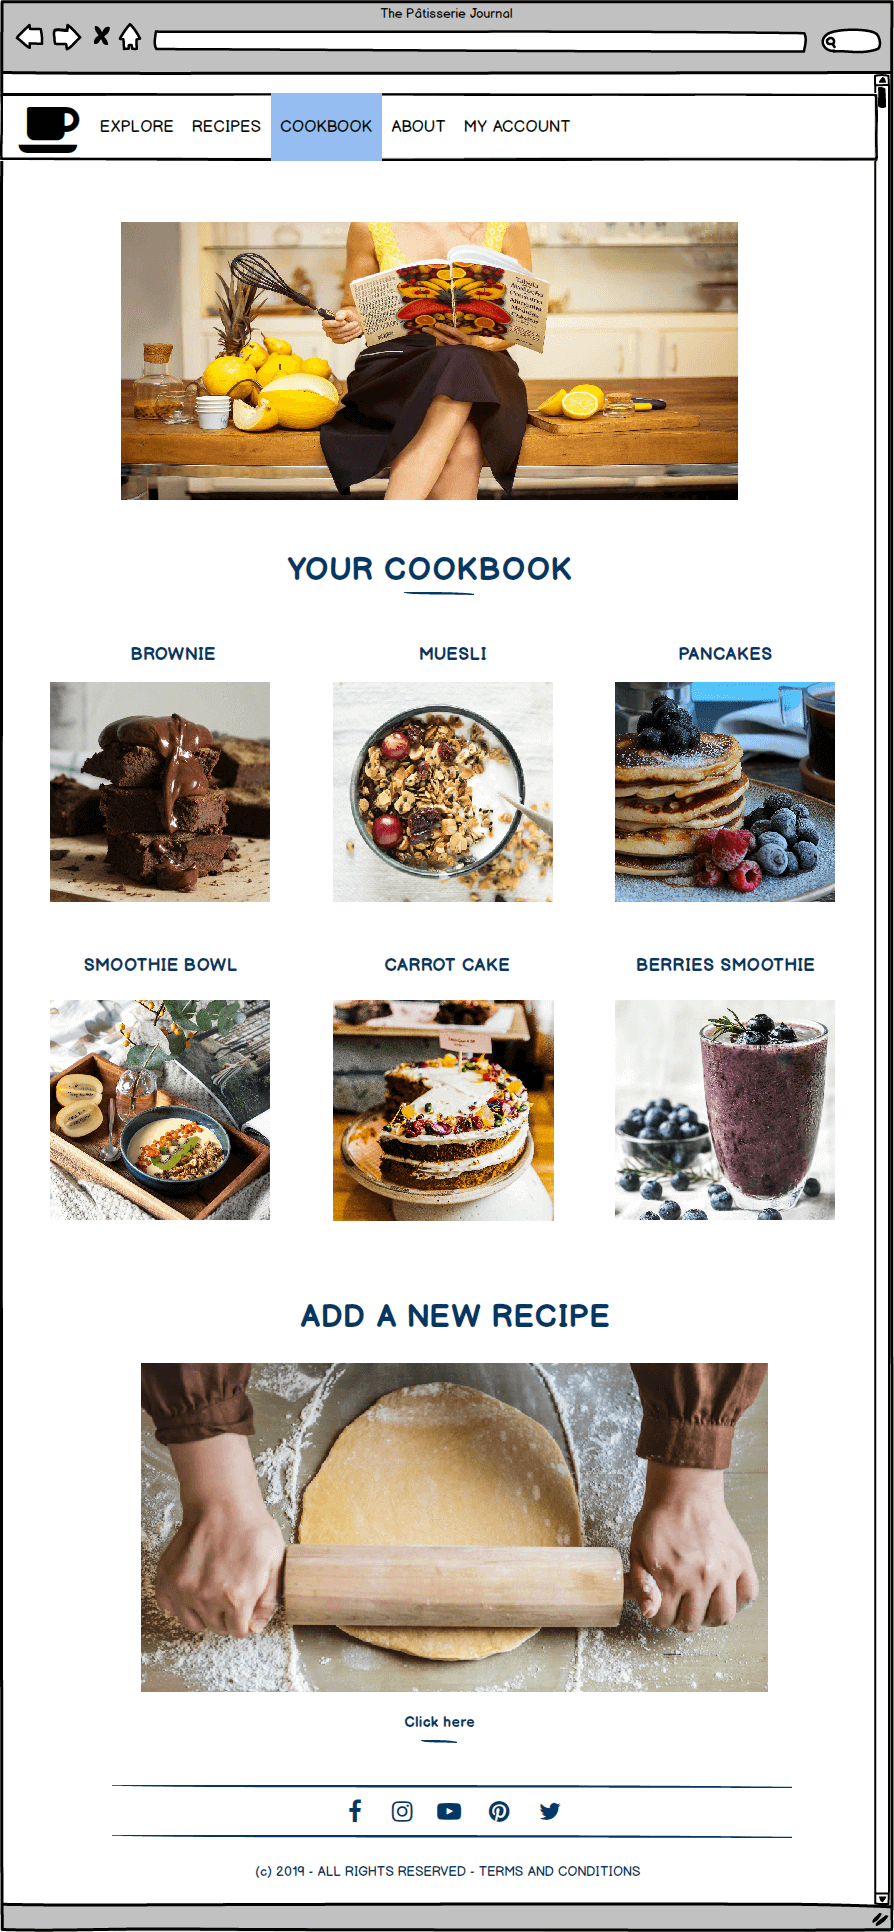 The Pâtisserie Journal
EXPLORE RECIPES COOKBOOK ABOUT MY ACCOUNT
YOUR COOKBOOK
BROWNIE MUESLI PANCAKES
SMOOTHIE BOWL CARROT CAKE BERRIES SMOOTHIE
ADD A NEW RECIPE
Click here
(c) 2019 - ALL RIGHTS RESERVED - TERMS AND CONDITIONS